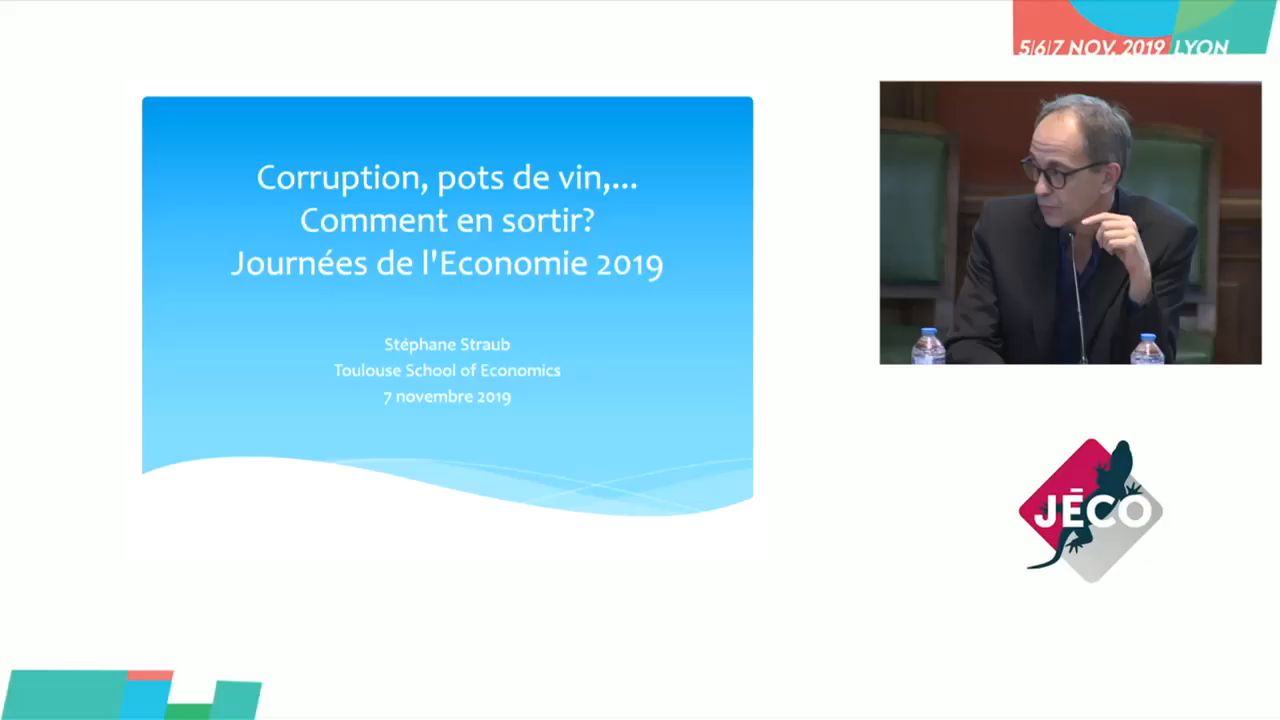 5|6|7 NOV. 2019 LYON
Corruption, pots de vin,...
Comment en sortir?
Journées de l'Economie 2019
Stéphane Straub
Toulouse School of Economics
7 novembre 2019
JĒCO